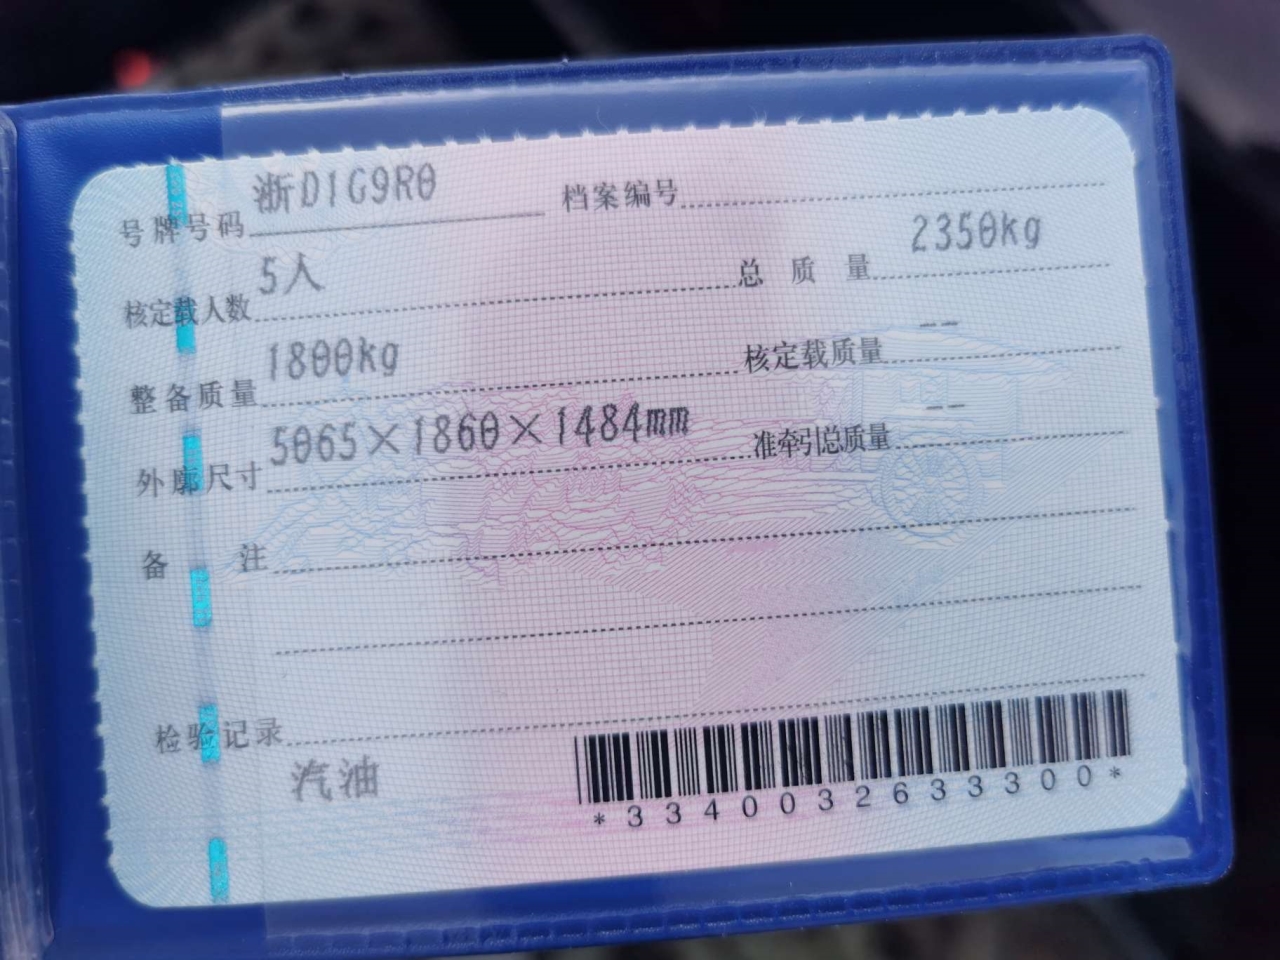 号牌号码 浙D1G9R0 档案编号
核定载人数 5人 总质量 2350kg
整备质量 1800kg 核定载质量 --
外廓尺寸 5065×1860×1484mm 准牵引总质量 --
备注
检验记录
汽油
*3340032633300*